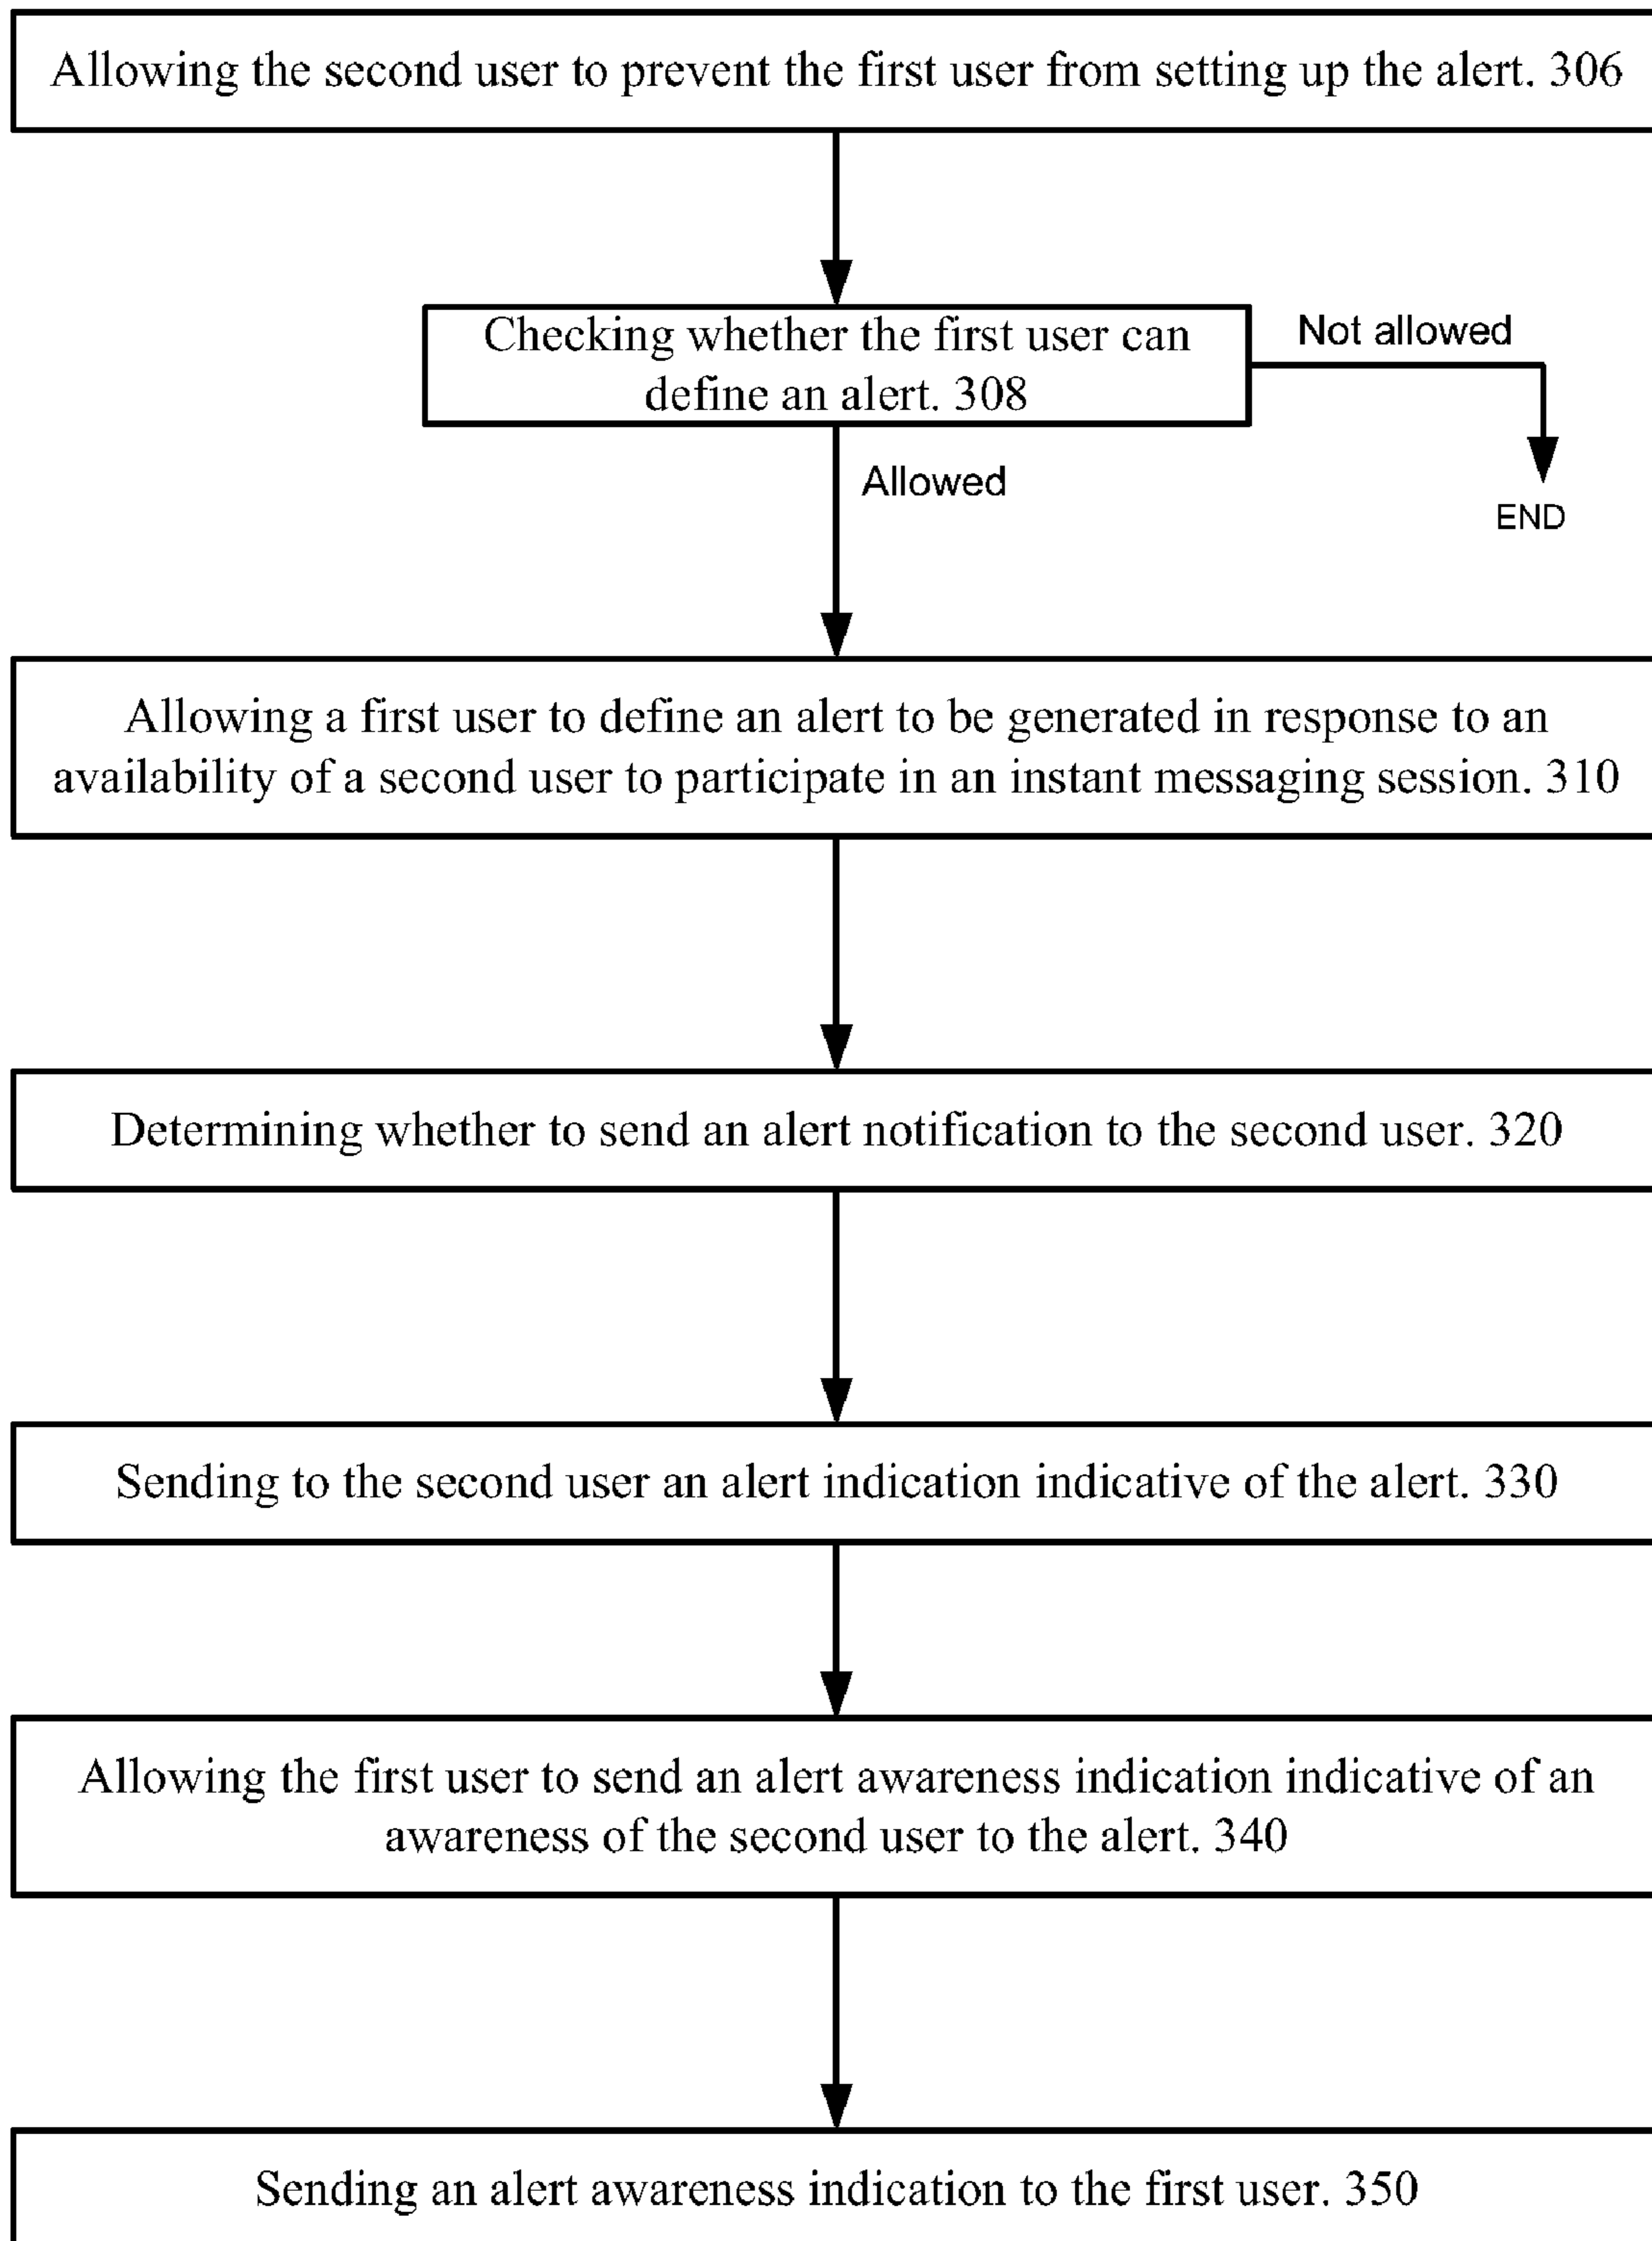 Allowing the second user to prevent the first user from setting up the alert. 306
Checking whether the first user can
define an alert. 308
Not allowed
Allowed
END
Allowing a first user to define an alert to be generated in response to an
availability of a second user to participate in an instant messaging session. 310
Determining whether to send an alert notification to the second user. 320
Sending to the second user an alert indication indicative of the alert. 330
Allowing the first user to send an alert awareness indication indicative of an
awareness of the second user to the alert. 340
Sending an alert awareness indication to the first user. 350